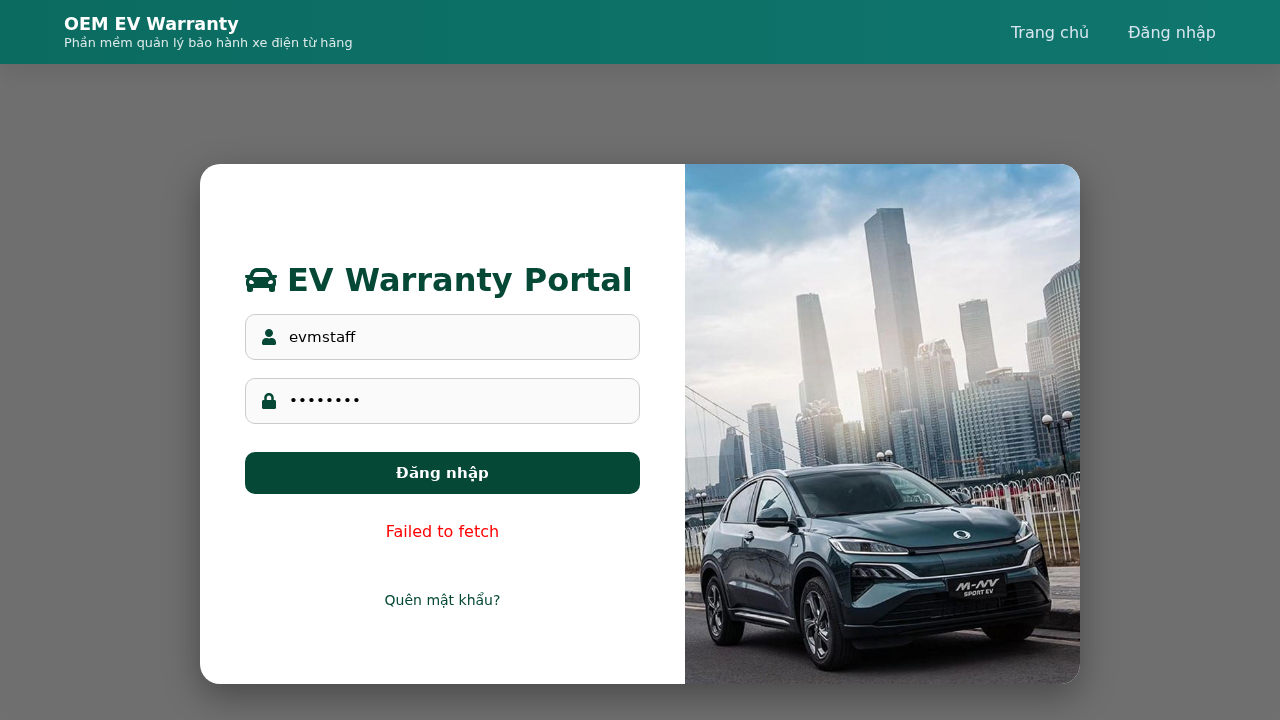 OEM EV Warranty
Phần mềm quản lý bảo hành xe điện từ hãng
Trang chủ
Đăng nhập
EV Warranty Portal
evmstaff
••••••••
Đăng nhập
Failed to fetch
Quên mật khẩu?
M-NV
SPORT EV